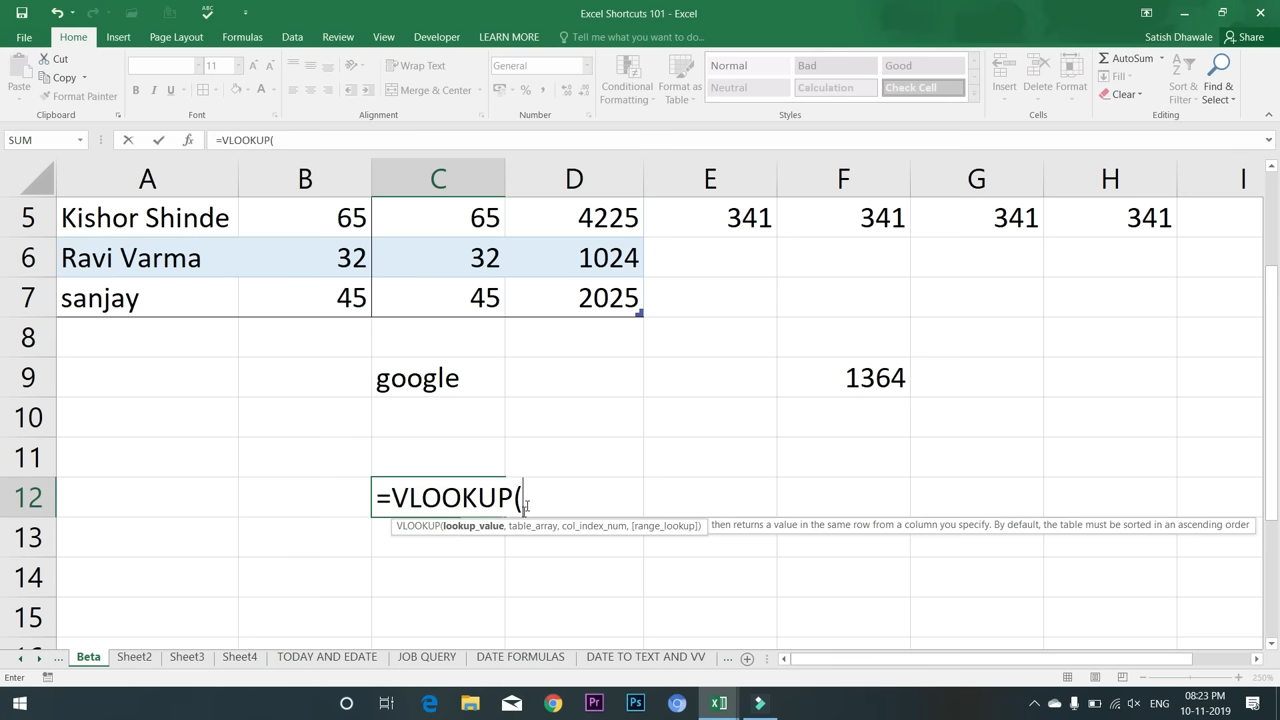 Excel Shortcuts 101 - Excel
File Home Insert Page Layout Formulas Data Review View Developer LEARN MORE Tell me what you want to do... Satish Dhawale Share
Cut
Copy
Format Painter
Paste
Clipboard
11
B I U
Font
Wrap Text
Merge & Center
Alignment
General
Number
Conditional Formatting
Format as Table
Normal Bad Good
Neutral Calculation Check Cell
Styles
Insert Delete Format
Cells
AutoSum
Fill
Clear
Sort & Filter
Find & Select
Editing
SUM =VLOOKUP(
A B C D E F G H I
5 Kishor Shinde 65 65 4225 341 341 341 341
6 Ravi Varma 32 32 1024
7 sanjay 45 45 2025
8
9 google 1364
10
11
12 =VLOOKUP(
VLOOKUP(lookup_value, table_array, col_index_num, [range_lookup]) then returns a value in the same row from a column you specify. By default, the table must be sorted in an ascending order
13
14
15
... Beta Sheet2 Sheet3 Sheet4 TODAY AND EDATE JOB QUERY DATE FORMULAS DATE TO TEXT AND VV ...
Enter 250%
ENG 08:23 PM
10-11-2019